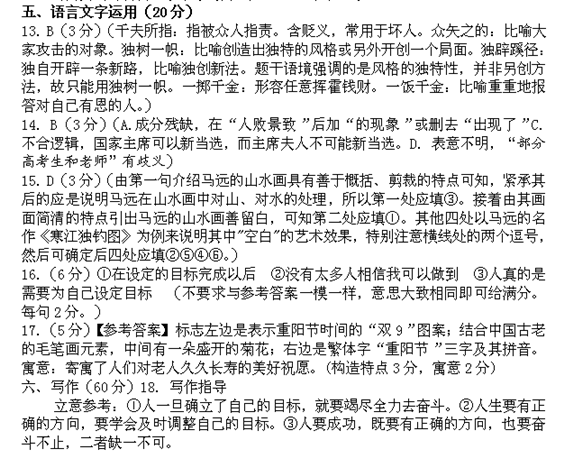 五、语言文字运用（20分）
13. B（3分）（千夫所指：指被众人指责。含贬义，常用于坏人。众矢之的：比喻大
家攻击的对象。独树一帜：比喻创造出独特的风格或另外开创一个局面。独辟蹊径：
独自开辟一条新路，比喻独创新法。题干语境强调的是风格的独特性，并非另创方
法，故只能用独树一帜。一掷千金：形容任意挥霍钱财。一饭千金：比喻重重地报
答对自己有恩的人。）
14. B（3分）（A.成分残缺，在“人败景致”后加“的现象”或删去“出现了”C.
不合逻辑，国家主席可以新当选，而主席夫人不可能新当选。D. 表意不明，“部分
高考生和老师”有歧义）
15. D（3分）（由第一句介绍马远的山水画具有善于概括、剪裁的特点可知，紧承其
后的应是说明马远在山水画中对山、对水的处理，所以第一处应填③。接着由其画
面简清的特点引出马远的山水画善留白，可知第二处应填①。其他四处以马远的名
作《寒江独钓图》为例来说明其中"空白"的艺术效果，特别注意横线处的两个逗号，
然后可确定后四处应填②⑤④⑥。）
16.（6分）①在设定的目标完成以后　②没有太多人相信我可以做到　③人真的是
需要为自己设定目标　（不要求与参考答案一模一样，意思大致相同即可给满分。
每句2分。）
17.（5分）【参考答案】标志左边是表示重阳节时间的“双9”图案；结合中国古老
的毛笔画元素，中间有一朵盛开的菊花；右边是繁体字“重阳节”三字及其拼音。
寓意：寄寓了人们对老人久久长寿的美好祝愿。（构造特点3分，寓意2分）
六、写作（60分）18. 写作指导
立意参考：①人一旦确立了自己的目标，就要竭尽全力去奋斗。②人生要有正
确的方向，要学会及时调整自己的目标。③人要成功，既要有正确的方向，也要奋
斗不止，二者缺一不可。